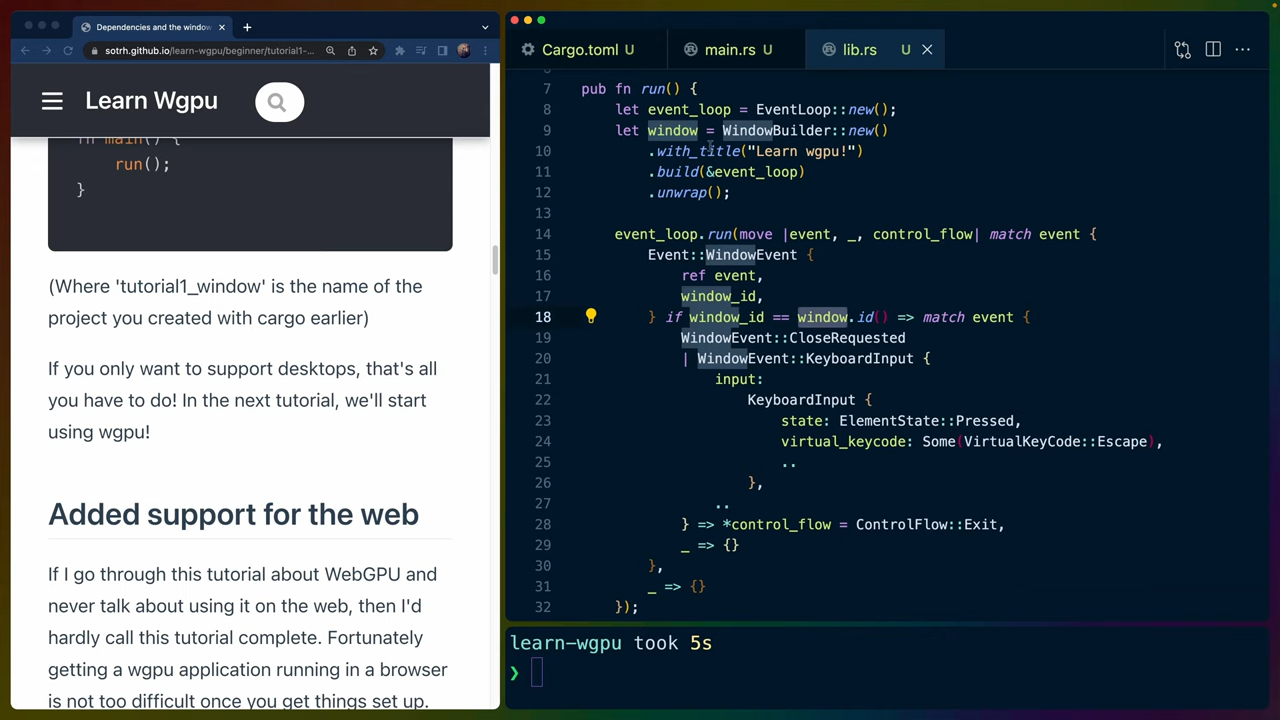 Dependencies and the window
sotrh.github.io/learn-wgpu/beginner/tutorial1-...
Learn Wgpu
fn main() {
run();
}
(Where 'tutorial1_window' is the name of the
project you created with cargo earlier)
If you only want to support desktops, that's all
you have to do! In the next tutorial, we'll start
using wgpu!
Added support for the web
If I go through this tutorial about WebGPU and
never talk about using it on the web, then I'd
hardly call this tutorial complete. Fortunately
getting a wgpu application running in a browser
is not too difficult once you get things set up.
Cargo.toml U
main.rs U
lib.rs U
7 pub fn run() {
8 let event_loop = EventLoop::new();
9 let window = WindowBuilder::new()
10 .with_title("Learn wgpu!")
11 .build(&event_loop)
12 .unwrap();
13
14 event_loop.run(move |event, _, control_flow| match event {
15 Event::WindowEvent {
16 ref event,
17 window_id,
18 } if window_id == window.id() => match event {
19 WindowEvent::CloseRequested
20 | WindowEvent::KeyboardInput {
21 input:
22 KeyboardInput {
23 state: ElementState::Pressed,
24 virtual_keycode: Some(VirtualKeyCode::Escape),
25 ..
26 },
27 ..
28 } => *control_flow = ControlFlow::Exit,
29 _ => {}
30 },
31 _ => {}
32 });
learn-wgpu took 5s
❯